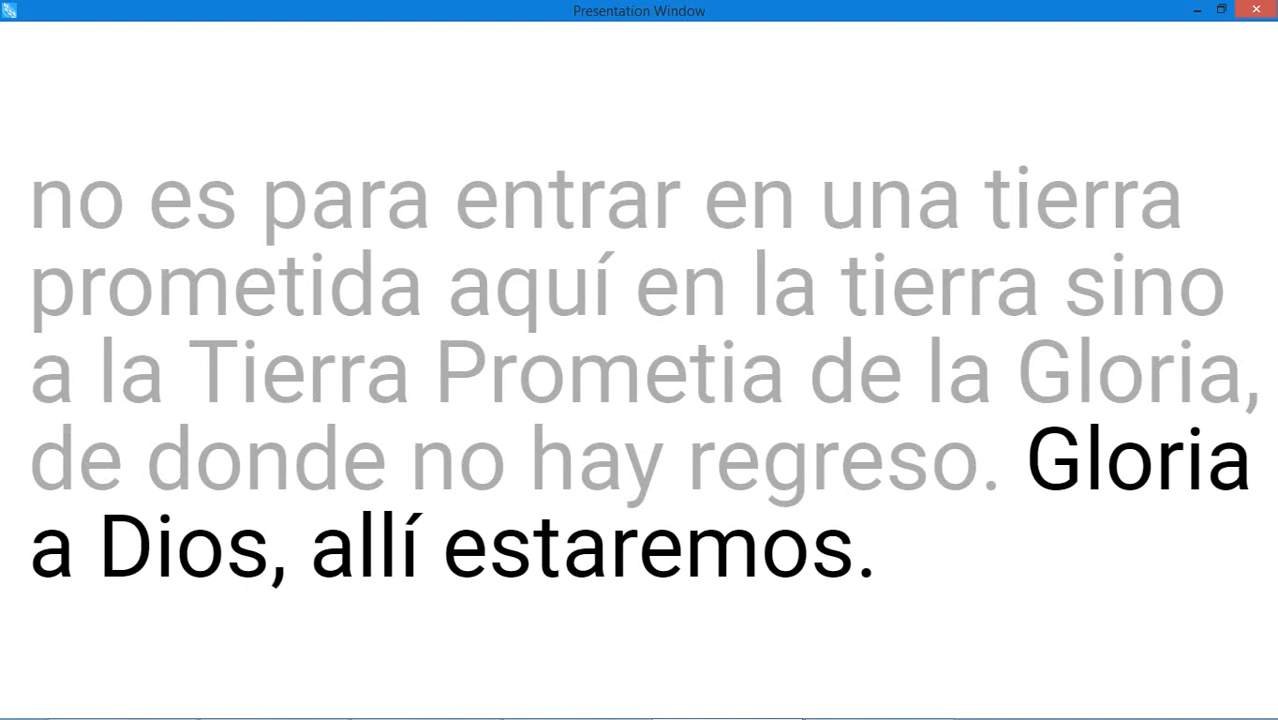 Presentation Window
no es para entrar en una tierra
prometida aquí en la tierra sino
a la Tierra Prometia de la Gloria,
de donde no hay regreso. Gloria
a Dios, allí estaremos.